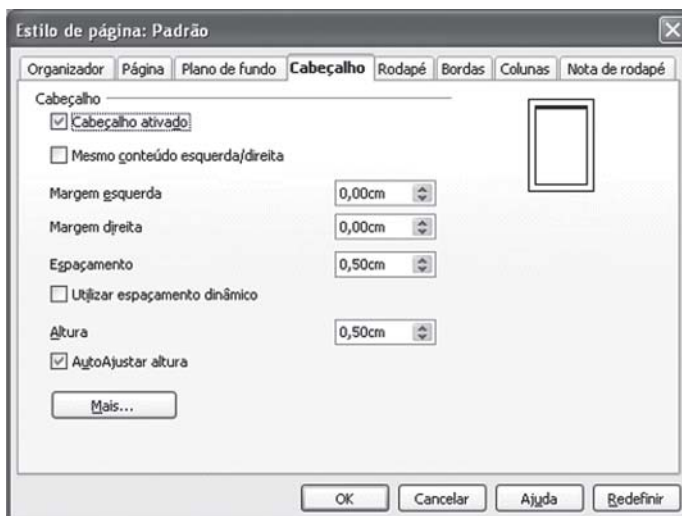 Estilo de página: Padrão
Organizador Página Plano de fundo Cabeçalho Rodapé Bordas Colunas Nota de rodapé
Cabeçalho
Cabeçalho ativado
Mesmo conteúdo esquerda/direita
Margem esquerda 0,00cm
Margem direita 0,00cm
Espaçamento 0,50cm
Utilizar espaçamento dinâmico
Altura 0,50cm
AutoAjustar altura
Mais...
OK Cancelar Ajuda Redefinir